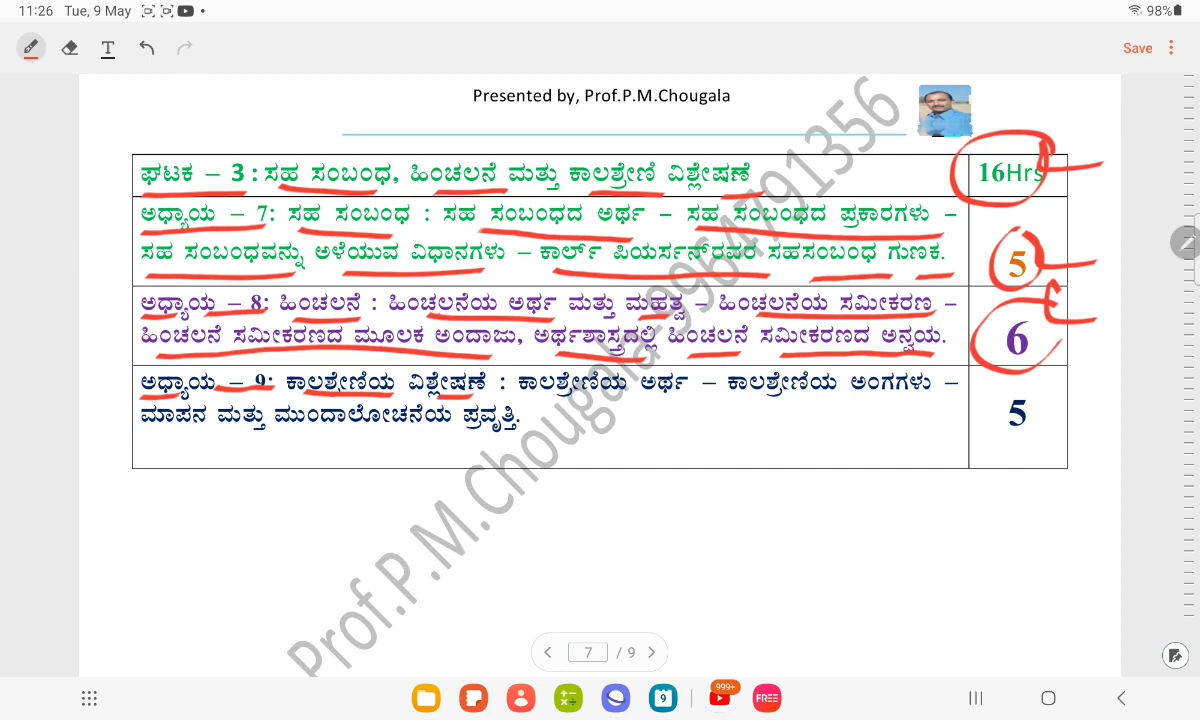 11:26 Tue, 9 May 98%
T Save
Presented by, Prof.P.M.Chougala
ಘಟಕ – 3 : ಸಹ ಸಂಬಂಧ, ಹಿಂಚಲನೆ ಮತ್ತು ಕಾಲಶ್ರೇಣಿ ವಿಶ್ಲೇಷಣೆ 16Hrs
ಅಧ್ಯಾಯ – 7: ಸಹ ಸಂಬಂಧ : ಸಹ ಸಂಬಂಧದ ಅರ್ಥ – ಸಹ ಸಂಬಂಧದ ಪ್ರಕಾರಗಳು –
ಸಹ ಸಂಬಂಧವನ್ನು ಅಳೆಯುವ ವಿಧಾನಗಳು – ಕಾರ್ಲ್ ಪಿಯರ್ಸನ್‌ರವರ ಸಹಸಂಬಂಧ ಗುಣಕ. 5
ಅಧ್ಯಾಯ – 8: ಹಿಂಚಲನೆ : ಹಿಂಚಲನೆಯ ಅರ್ಥ ಮತ್ತು ಮಹತ್ವ – ಹಿಂಚಲನೆಯ ಸಮೀಕರಣ –
ಹಿಂಚಲನೆ ಸಮೀಕರಣದ ಮೂಲಕ ಅಂದಾಜು, ಅರ್ಥಶಾಸ್ತ್ರದಲ್ಲಿ ಹಿಂಚಲನೆ ಸಮೀಕರಣದ ಅನ್ವಯ. 6
ಅಧ್ಯಾಯ – 9: ಕಾಲಶ್ರೇಣಿಯ ವಿಶ್ಲೇಷಣೆ : ಕಾಲಶ್ರೇಣಿಯ ಅರ್ಥ – ಕಾಲಶ್ರೇಣಿಯ ಅಂಗಗಳು –
ಮಾಪನ ಮತ್ತು ಮುಂದಾಲೋಚನೆಯ ಪ್ರವೃತ್ತಿ. 5
Prof.P.M.Chougala-9964791356
7 / 9
9 999+ FREE